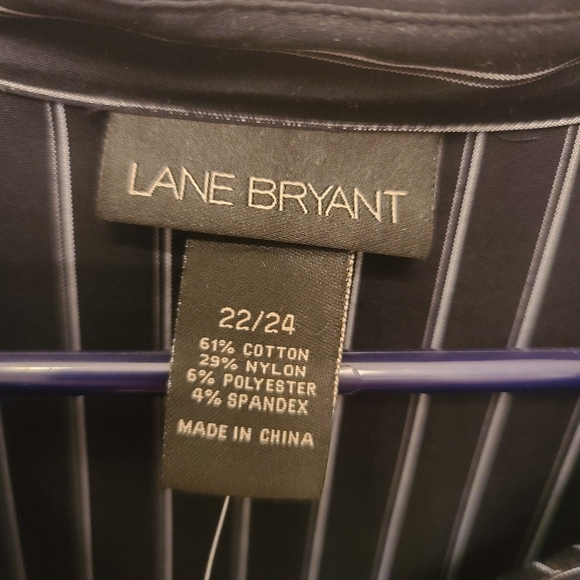 LANE BRYANT
22/24
61% COTTON
29% NYLON
6% POLYESTER
4% SPANDEX
MADE IN CHINA